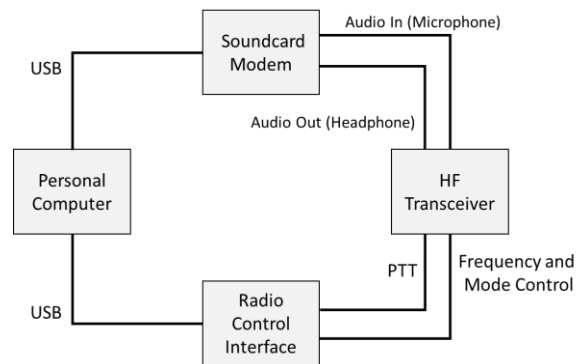 Audio In (Microphone)
Soundcard
Modem
USB
Audio Out (Headphone)
Personal
Computer
HF
Transceiver
PTT
Frequency and
Mode Control
USB
Radio
Control
Interface